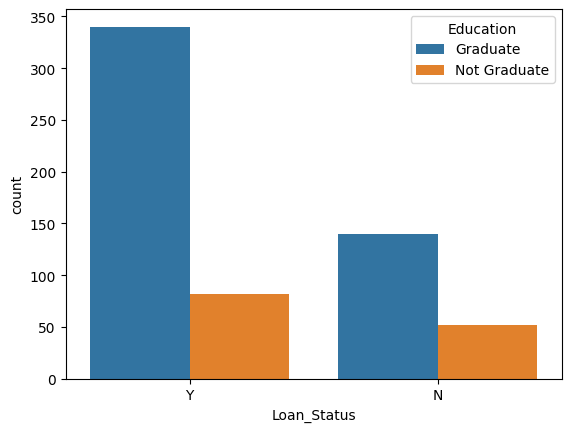 350
300
250
200
150
100
50
0
count
Education
Graduate
Not Graduate
Y
N
Loan_Status